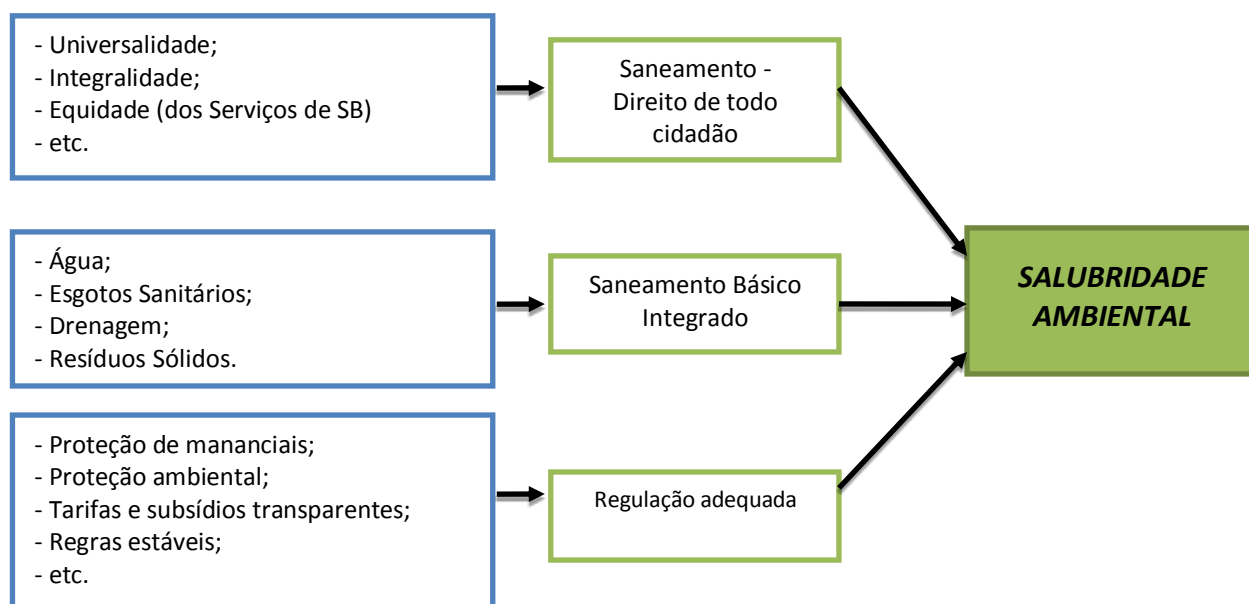 - Universalidade;
- Integralidade;
- Equidade (dos Serviços de SB)
- etc.
Saneamento -
Direito de todo
cidadão
- Água;
- Esgotos Sanitários;
- Drenagem;
- Resíduos Sólidos.
Saneamento Básico
Integrado
SALUBRIDADE
AMBIENTAL
- Proteção de mananciais;
- Proteção ambiental;
- Tarifas e subsídios transparentes;
- Regras estáveis;
- etc.
Regulação adequada